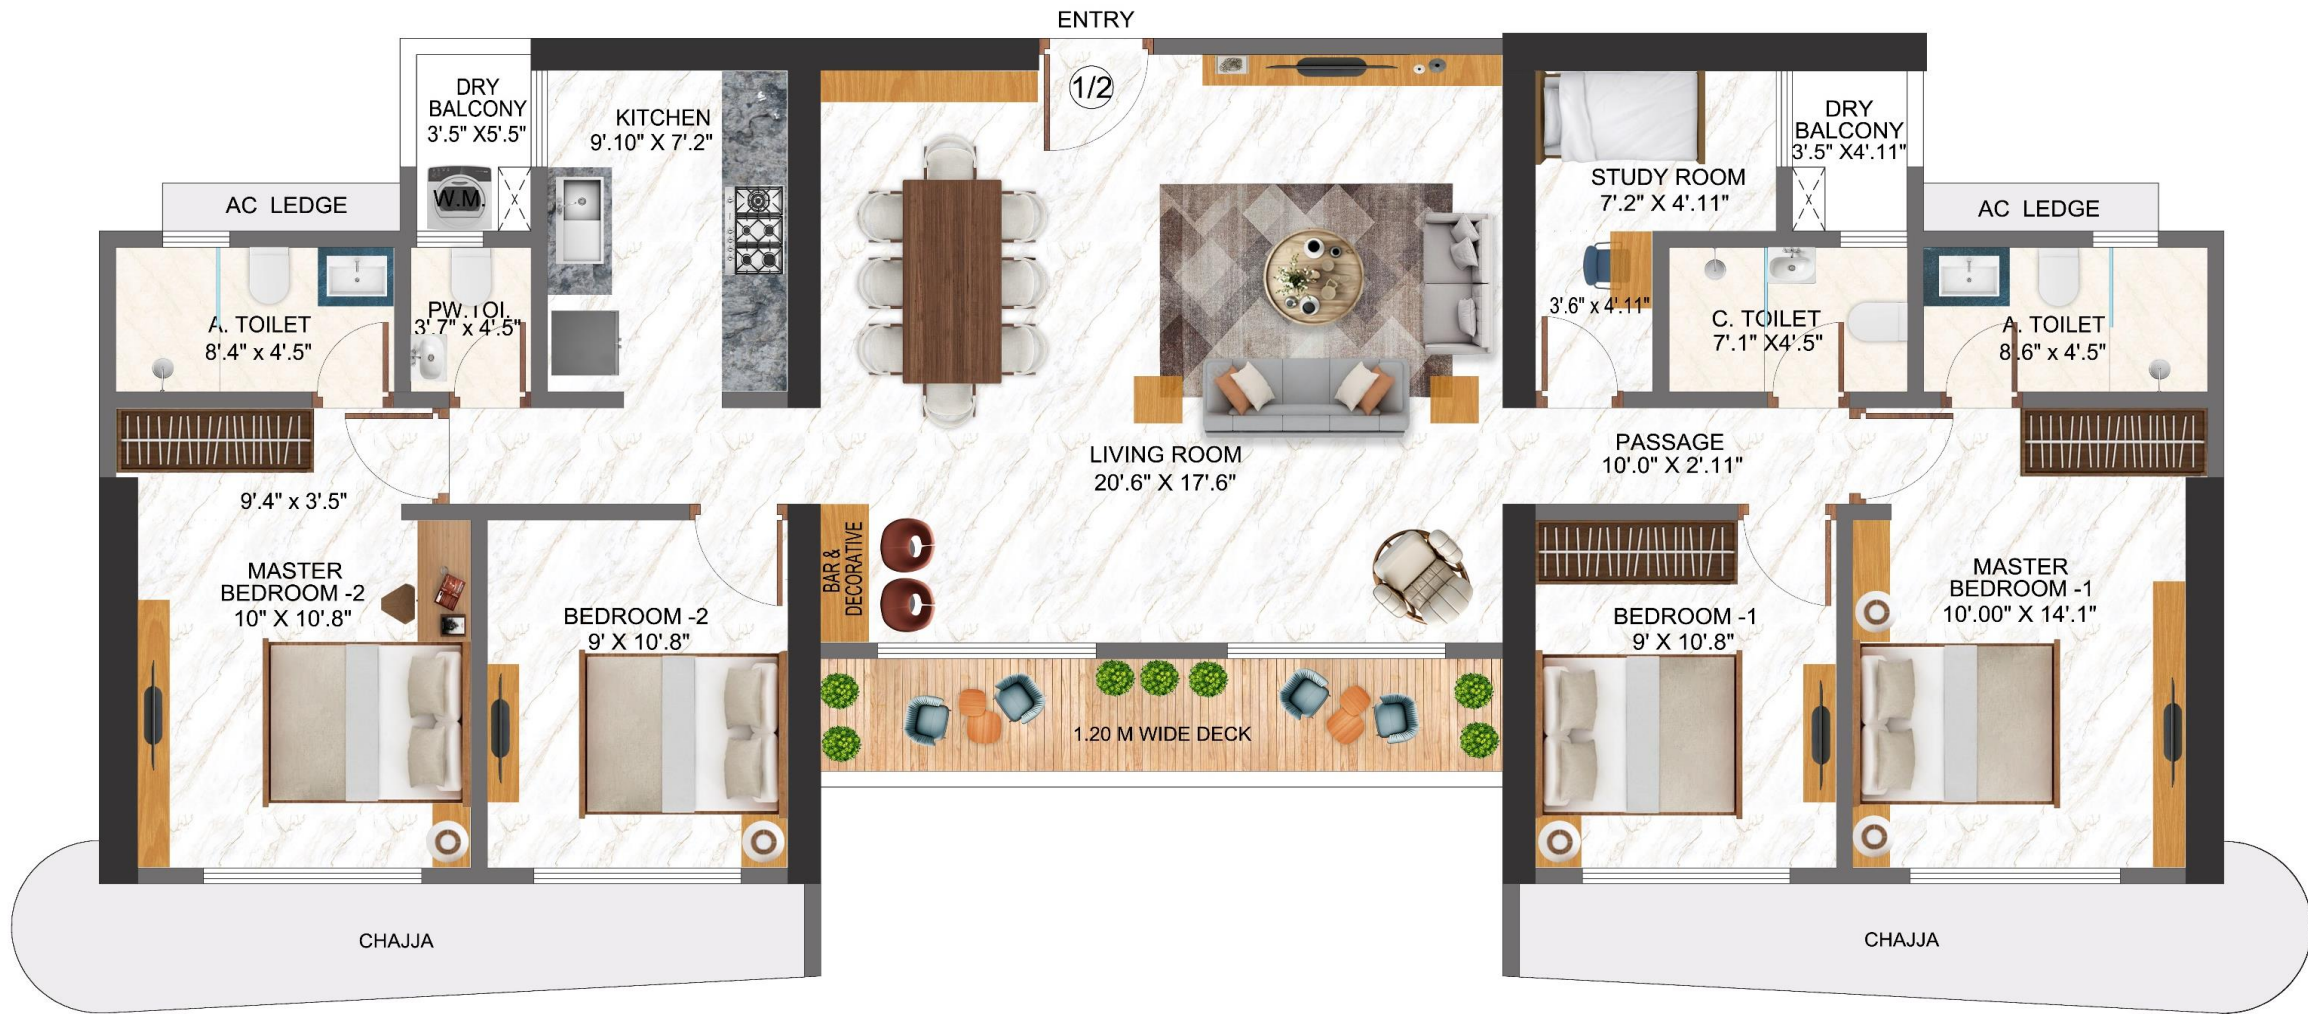 ENTRY
1/2
DRY
BALCONY
3'.5" X5'.5"
W.M.
KITCHEN
9'.10" X 7'.2"
AC LEDGE
A. TOILET
8'.4" x 4'.5"
PW.TOI.
3'.7" x 4'.5"
9'.4" x 3'.5"
MASTER
BEDROOM -2
10" X 10'.8"
BEDROOM -2
9' X 10'.8"
CHAJJA
LIVING ROOM
20'.6" X 17'.6"
BAR &
DECORATIVE
1.20 M WIDE DECK
STUDY ROOM
7'.2" X 4'.11"
3'.6" x 4'.11"
DRY
BALCONY
3'.5" X4'.11"
AC LEDGE
C. TOILET
7'.1" X4'.5"
A. TOILET
8'.6" x 4'.5"
PASSAGE
10'.0" X 2'.11"
BEDROOM -1
9' X 10'.8"
MASTER
BEDROOM -1
10'.00" X 14'.1"
CHAJJA